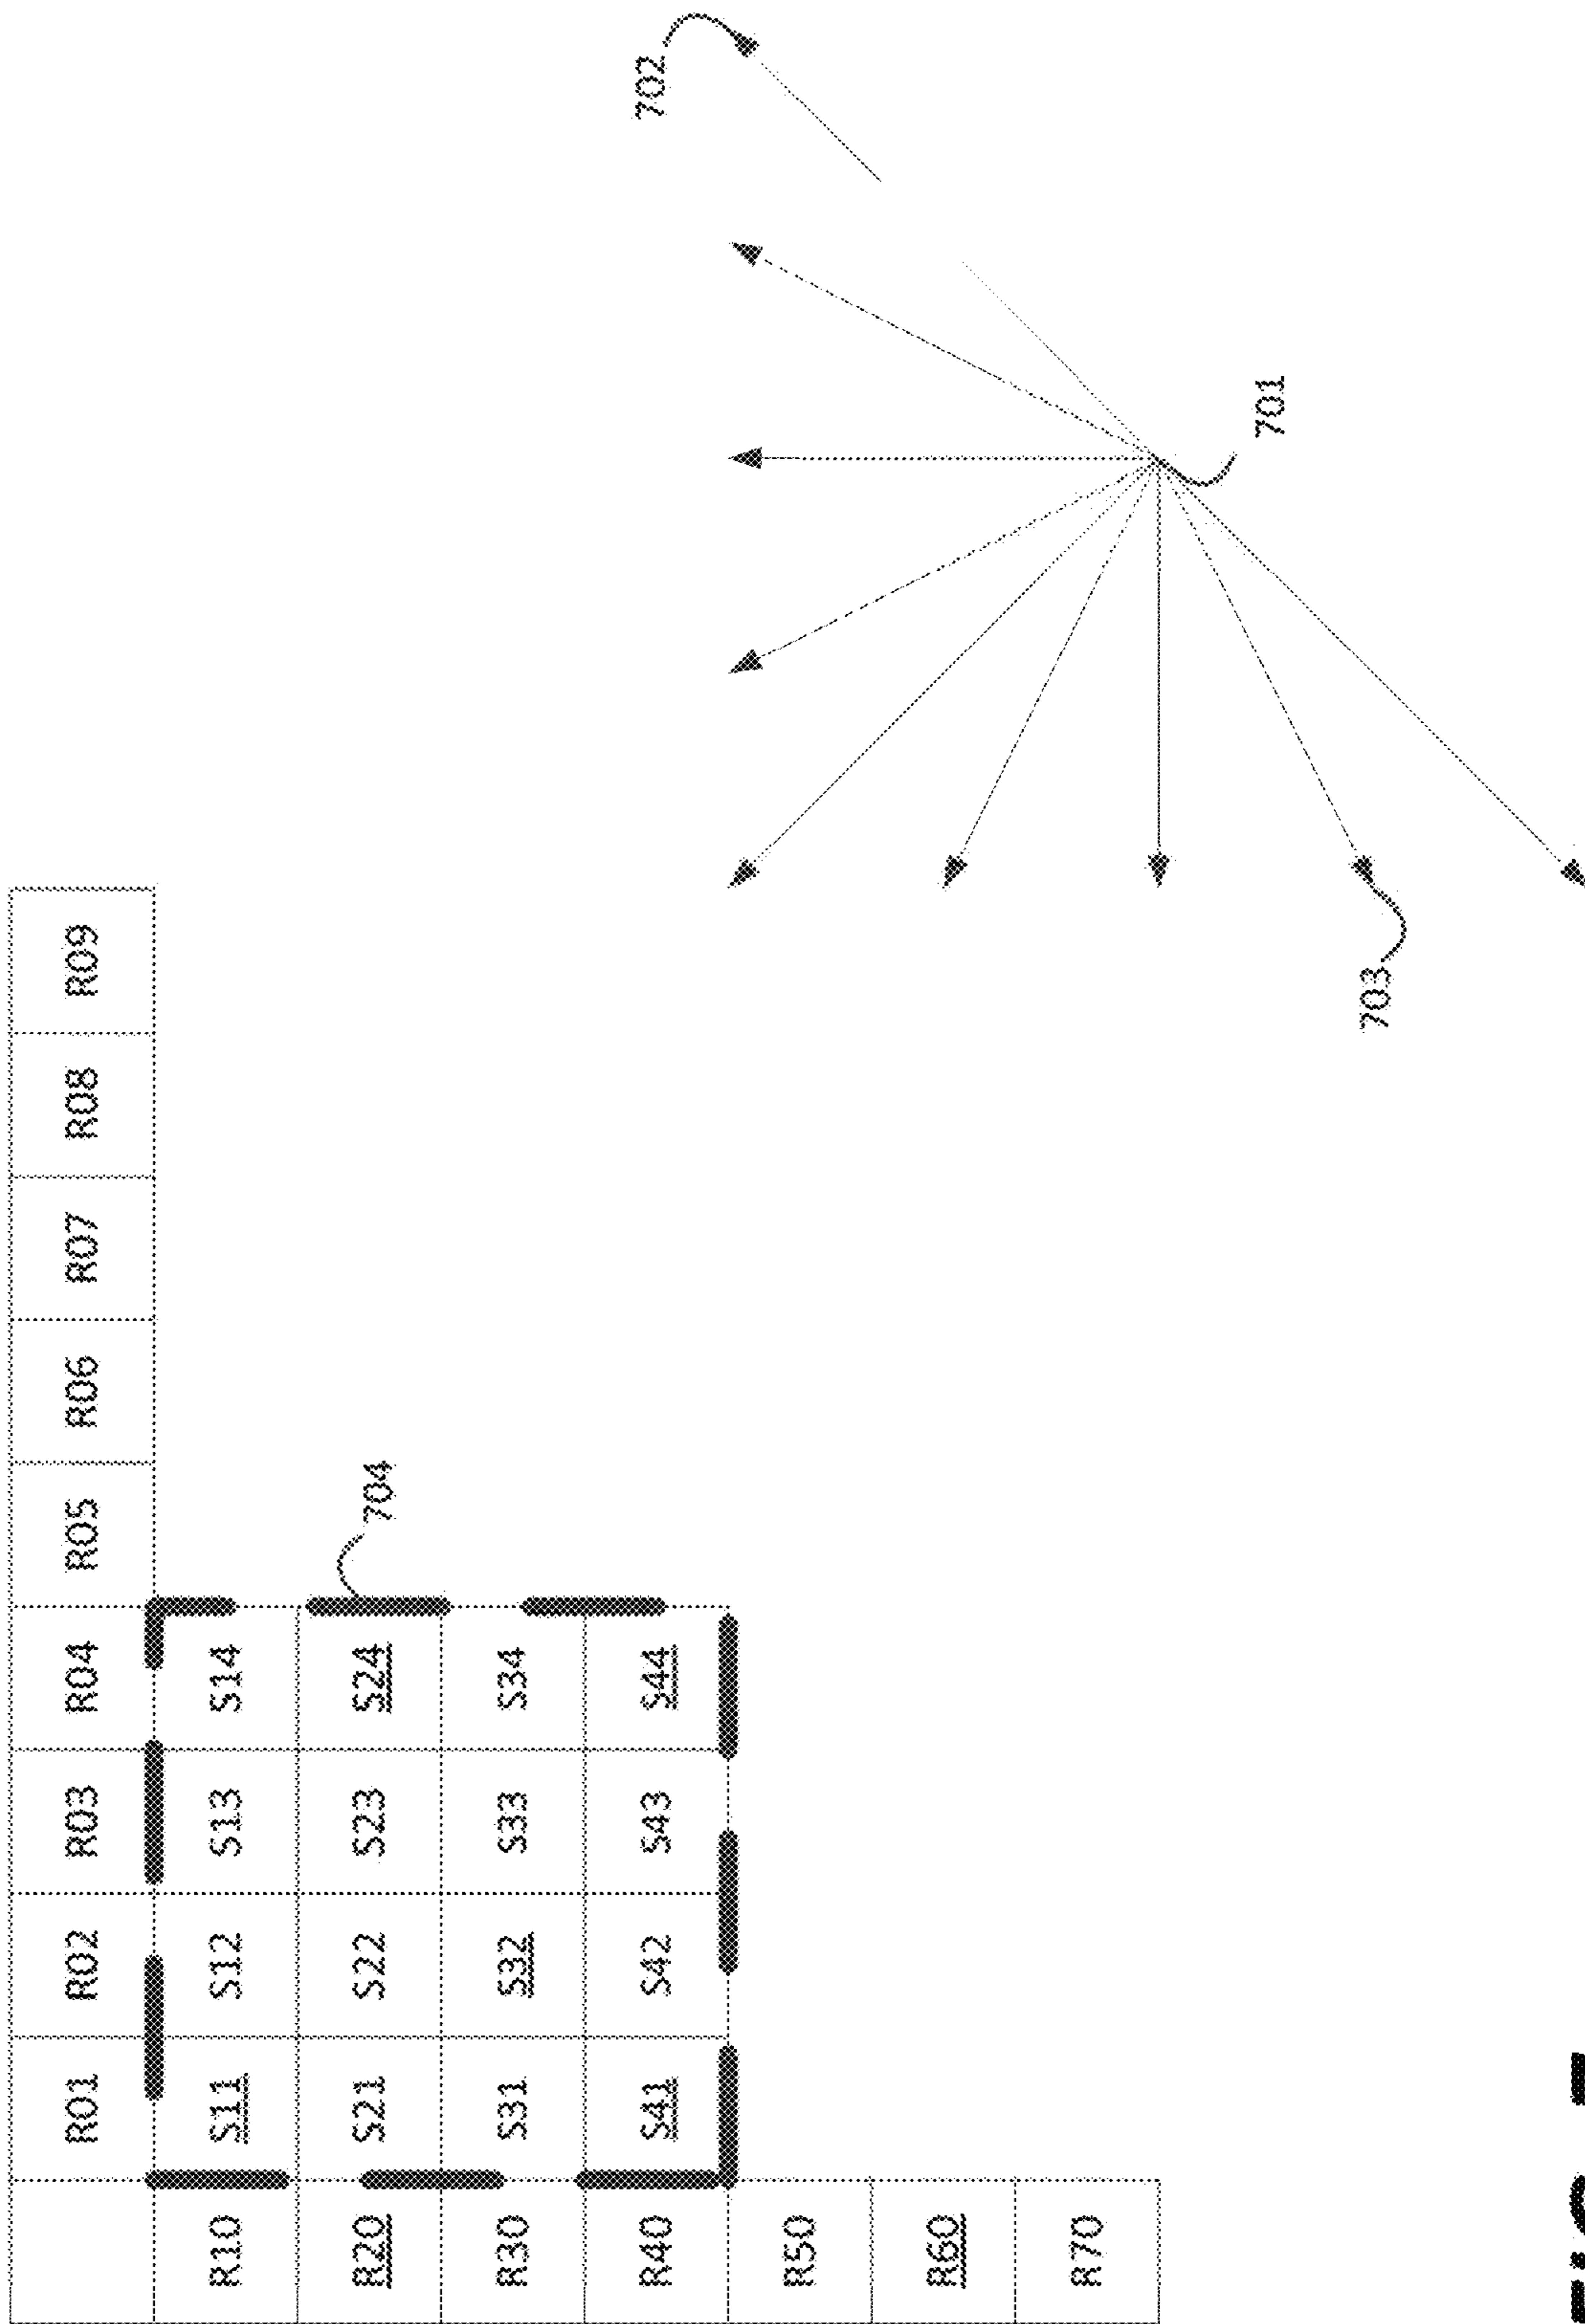 R01 R02 R03 R04 R05 R06 R07 R08 R09
R10 S11 S12 S13 S14
R20 S21 S22 S23 S24
R30 S31 S32 S33 S34
R40 S41 S42 S43 S44
R50
R60
R70
704
702
701
703